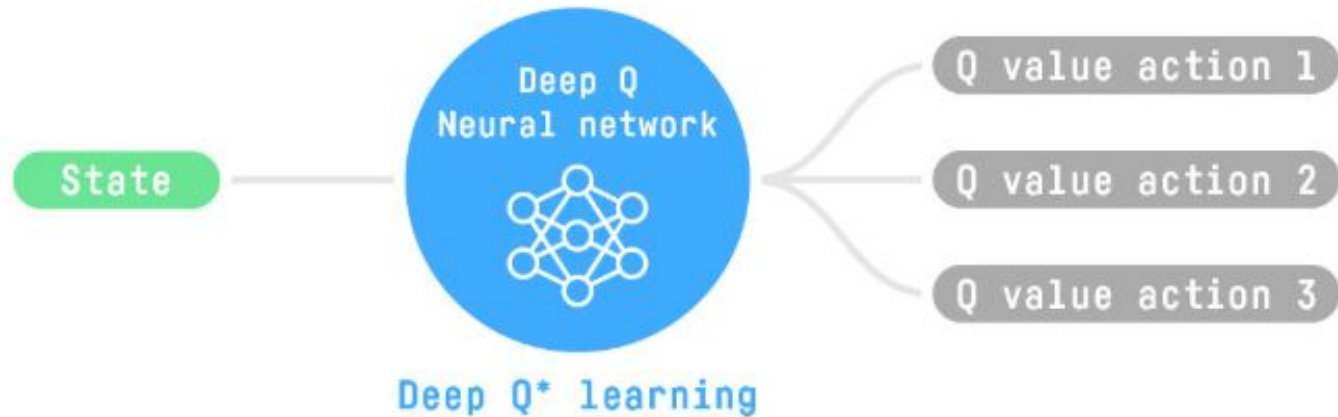 State
Deep Q
Neural network
Q value action 1
Q value action 2
Q value action 3
Deep Q* learning